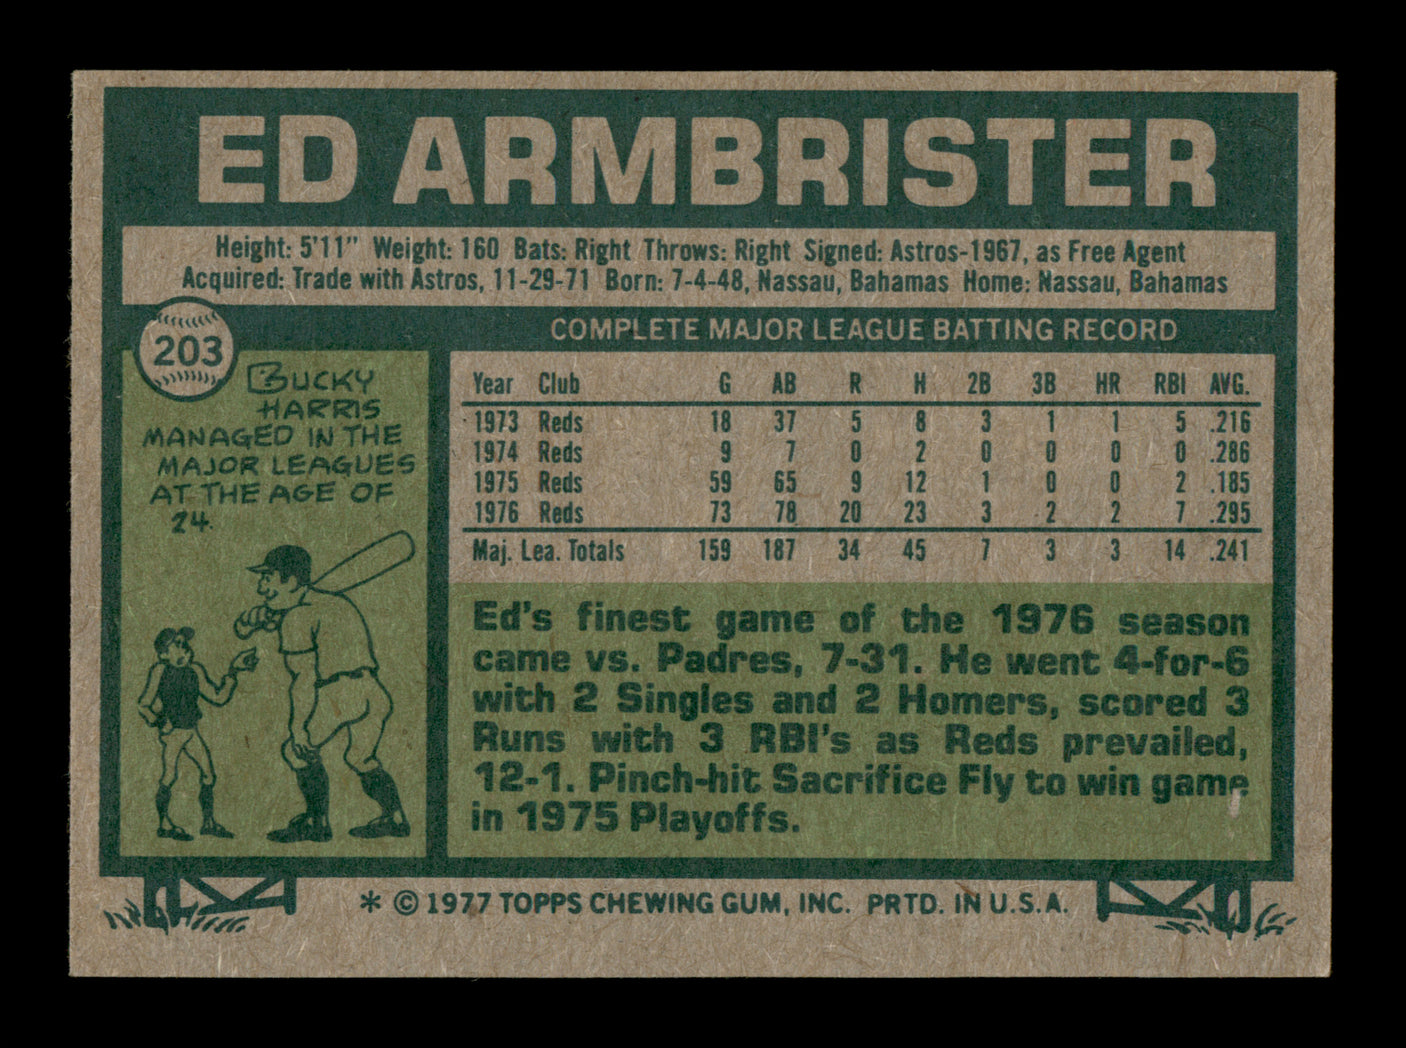 ED ARMBRISTER
Height: 5'11" Weight: 160 Bats: Right Throws: Right Signed: Astros-1967, as Free Agent
Acquired: Trade with Astros, 11-29-71 Born: 7-4-48, Nassau, Bahamas Home: Nassau, Bahamas
203
BUCKY
HARRIS
MANAGED IN THE
MAJOR LEAGUES
AT THE AGE OF
24.
COMPLETE MAJOR LEAGUE BATTING RECORD
Year Club G AB R H 2B 3B HR RBI AVG.
1973 Reds 18 37 5 8 3 1 1 5 .216
1974 Reds 9 7 0 2 0 0 0 0 .286
1975 Reds 59 65 9 12 1 0 0 2 .185
1976 Reds 73 78 20 23 3 2 2 7 .295
Maj. Lea. Totals 159 187 34 45 7 3 3 14 .241
Ed's finest game of the 1976 season
came vs. Padres, 7-31. He went 4-for-6
with 2 Singles and 2 Homers, scored 3
Runs with 3 RBI's as Reds prevailed,
12-1. Pinch-hit Sacrifice Fly to win game
in 1975 Playoffs.
* © 1977 TOPPS CHEWING GUM, INC. PRTD. IN U.S.A.